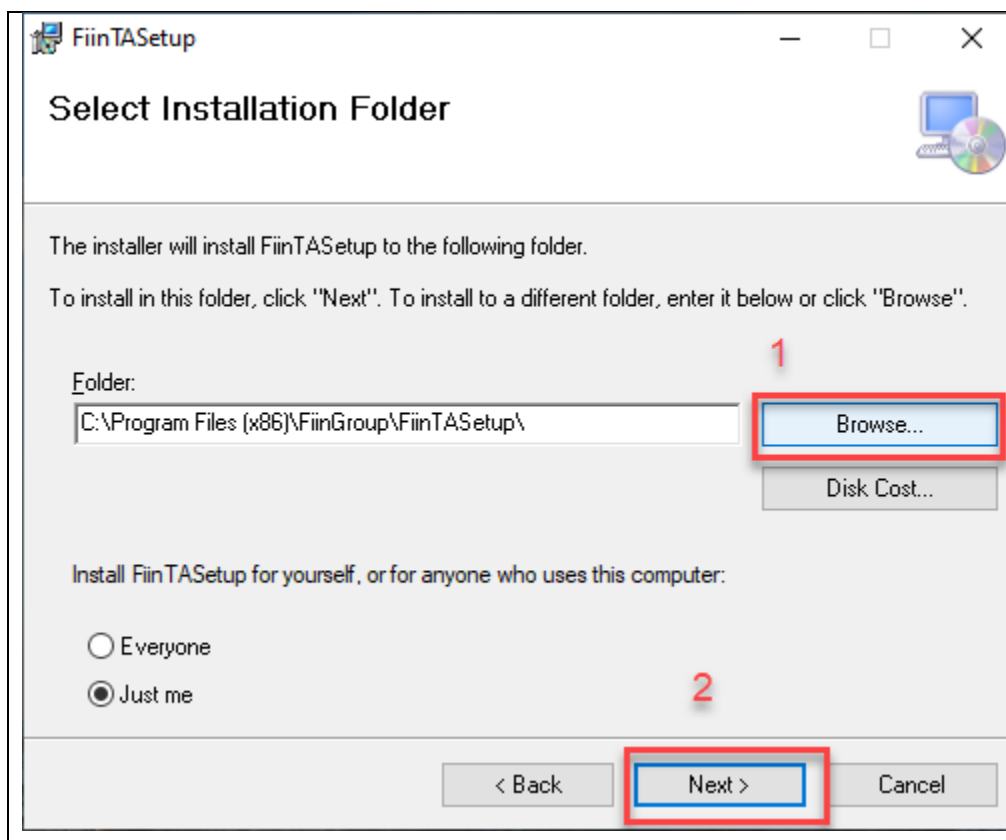 FiinTASetup
Select Installation Folder
The installer will install FiinTASetup to the following folder.
To install in this folder, click "Next". To install to a different folder, enter it below or click "Browse".
1
Folder:
C:\Program Files (x86)\FiinGroup\FiinTASetup\
Browse...
Disk Cost...
Install FiinTASetup for yourself, or for anyone who uses this computer:
Everyone
Just me
2
< Back
Next >
Cancel